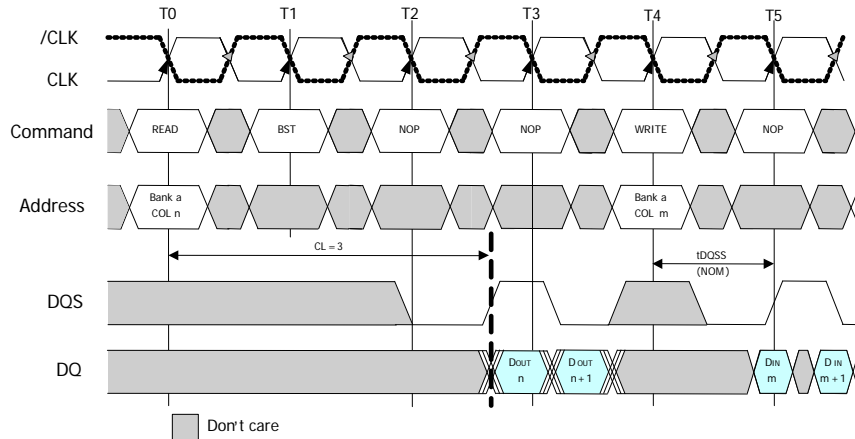 T0 T1 T2 T3 T4 T5
/CLK
CLK
Command READ BST NOP NOP WRITE NOP
Address Bank a COL n Bank a COL m
CL = 3
tDQSS
(NOM)
DQS
DQ DOUT n DOUT n+1 DIN m D IN m + 1
Don't care